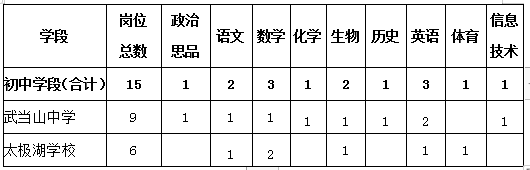 学段 岗位总数 政治思品 语文 数学 化学 生物 历史 英语 体育 信息技术
初中学段(合计) 15 1 2 3 1 2 1 3 1 1
武当山中学 9 1 1 1 1 1 1 2 1
太极湖学校 6 1 2 1 1 1